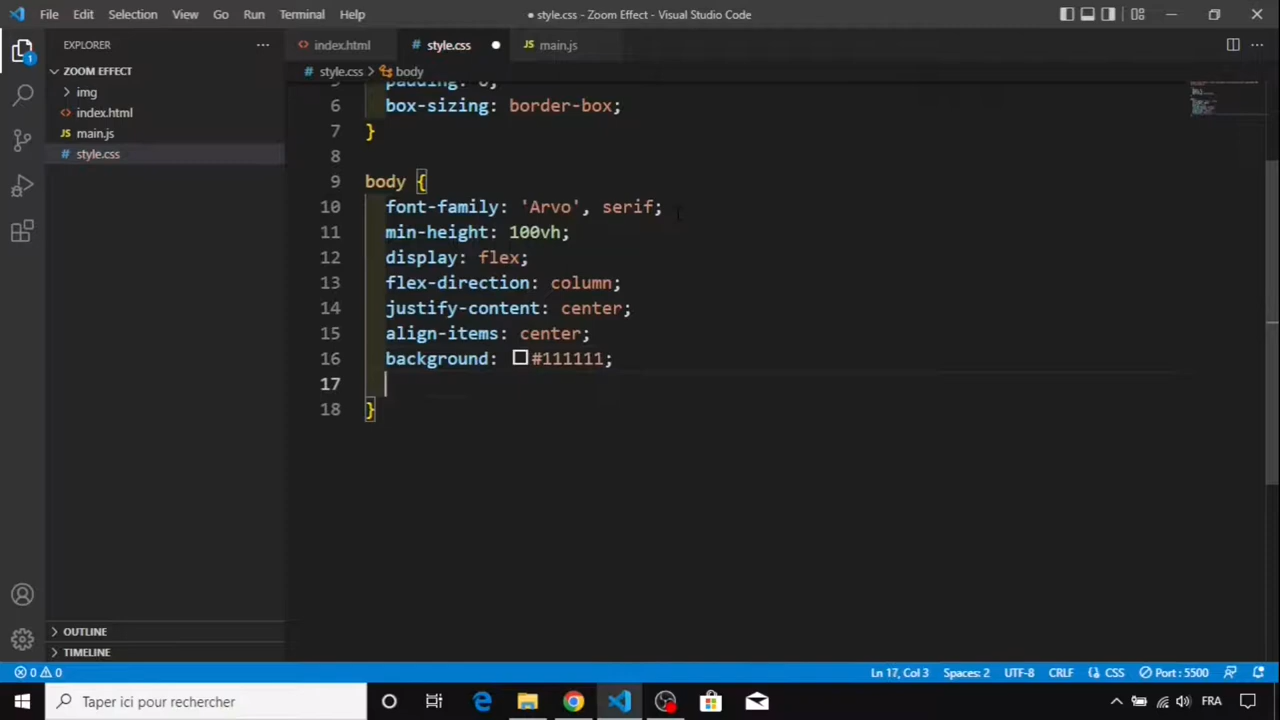 File Edit Selection View Go Run Terminal Help
● style.css - Zoom Effect - Visual Studio Code
EXPLORER
index.html
style.css
main.js
ZOOM EFFECT
style.css > body
img
index.html
main.js
style.css
padding: 0;
6 box-sizing: border-box;
7 }
8
9 body {
10 font-family: 'Arvo', serif;
11 min-height: 100vh;
12 display: flex;
13 flex-direction: column;
14 justify-content: center;
15 align-items: center;
16 background: #111111;
17
18 }
OUTLINE
TIMELINE
0 0 Ln 17, Col 3 Spaces: 2 UTF-8 CRLF CSS Port : 5500
Taper ici pour rechercher
FRA